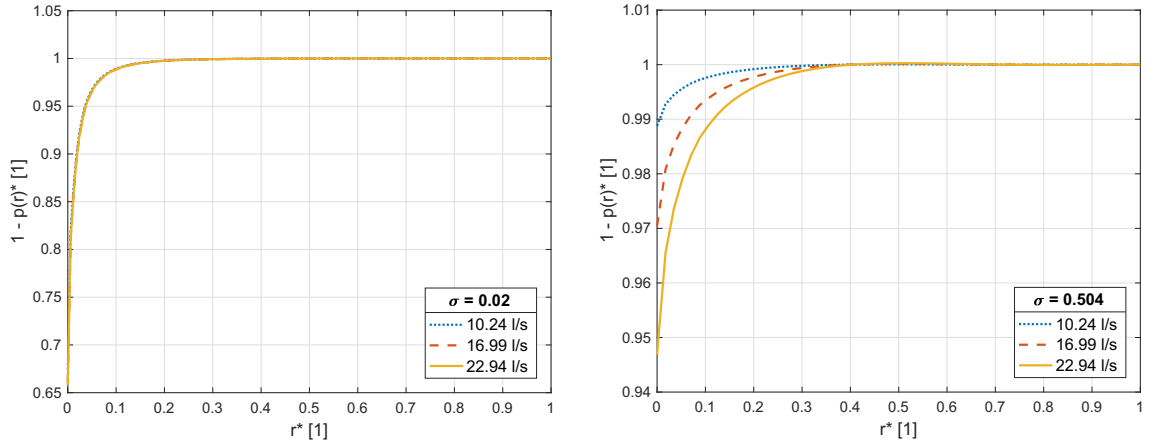 1.05
1
0.95
0.9
0.85
0.8
0.75
0.7
0.65
1 - p(r)* [1]
0 0.1 0.2 0.3 0.4 0.5 0.6 0.7 0.8 0.9 1
r* [1]
σ = 0.02
10.24 l/s
16.99 l/s
22.94 l/s
1.01
1
0.99
0.98
0.97
0.96
0.95
0.94
1 - p(r)* [1]
0 0.1 0.2 0.3 0.4 0.5 0.6 0.7 0.8 0.9 1
r* [1]
σ = 0.504
10.24 l/s
16.99 l/s
22.94 l/s